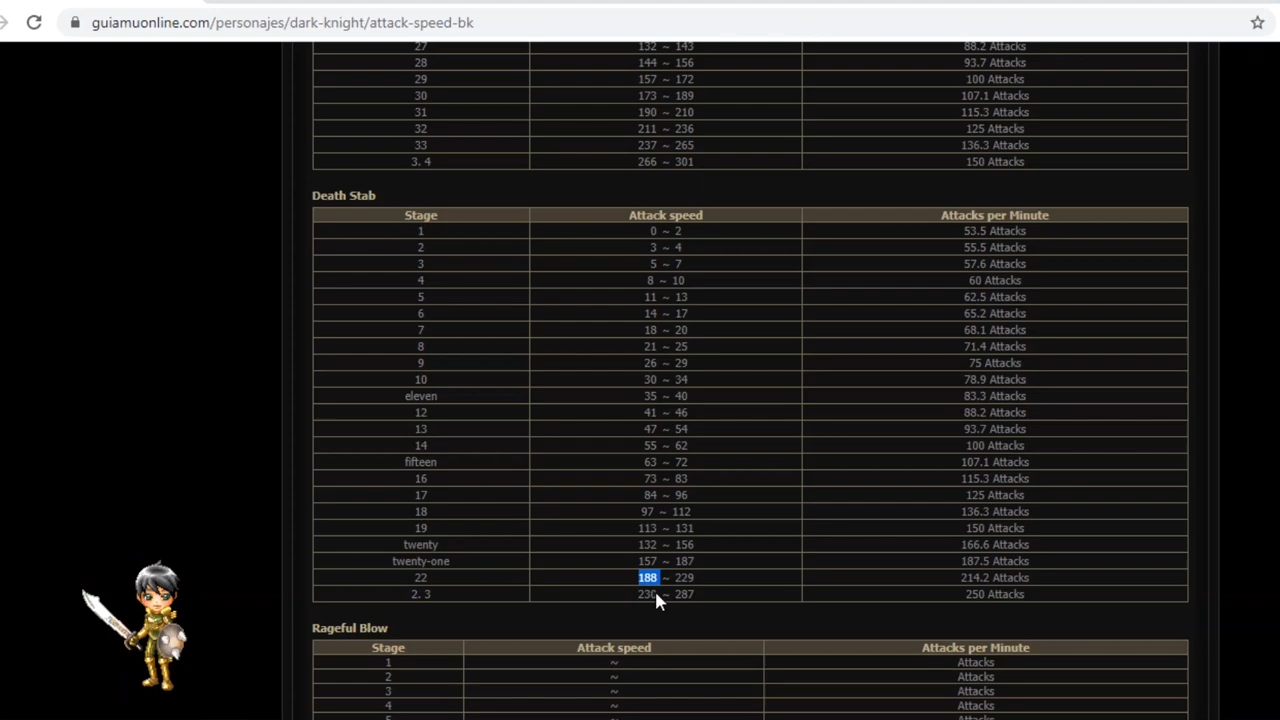 guiamuonline.com/personajes/dark-knight/attack-speed-bk
27 132 ~ 143 88.2 Attacks
28 144 ~ 156 93.7 Attacks
29 157 ~ 172 100 Attacks
30 173 ~ 189 107.1 Attacks
31 190 ~ 210 115.3 Attacks
32 211 ~ 236 125 Attacks
33 237 ~ 265 136.3 Attacks
3. 4 266 ~ 301 150 Attacks
Death Stab
Stage Attack speed Attacks per Minute
1 0 ~ 2 53.5 Attacks
2 3 ~ 4 55.5 Attacks
3 5 ~ 7 57.6 Attacks
4 8 ~ 10 60 Attacks
5 11 ~ 13 62.5 Attacks
6 14 ~ 17 65.2 Attacks
7 18 ~ 20 68.1 Attacks
8 21 ~ 25 71.4 Attacks
9 26 ~ 29 75 Attacks
10 30 ~ 34 78.9 Attacks
eleven 35 ~ 40 83.3 Attacks
12 41 ~ 46 88.2 Attacks
13 47 ~ 54 93.7 Attacks
14 55 ~ 62 100 Attacks
fifteen 63 ~ 72 107.1 Attacks
16 73 ~ 83 115.3 Attacks
17 84 ~ 96 125 Attacks
18 97 ~ 112 136.3 Attacks
19 113 ~ 131 150 Attacks
twenty 132 ~ 156 166.6 Attacks
twenty-one 157 ~ 187 187.5 Attacks
22 188 ~ 229 214.2 Attacks
2. 3 230 ~ 287 250 Attacks
Rageful Blow
Stage Attack speed Attacks per Minute
1 ~ Attacks
2 ~ Attacks
3 ~ Attacks
4 ~ Attacks